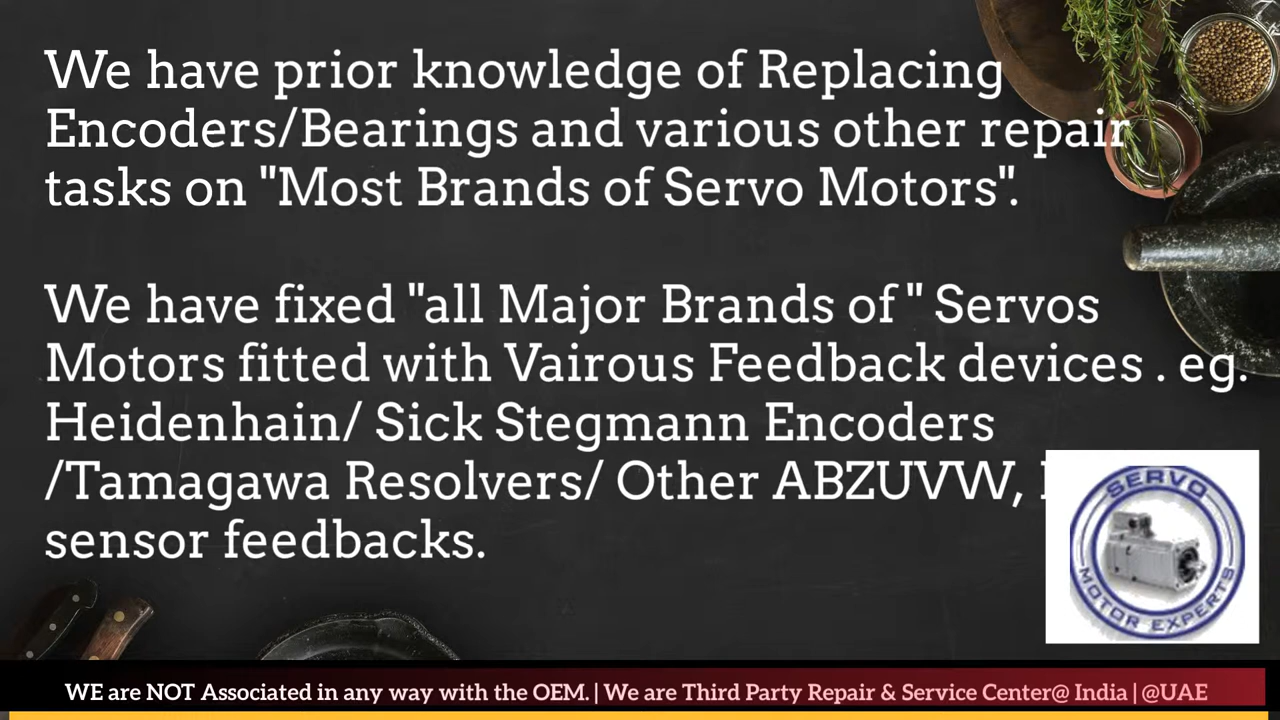 We have prior knowledge of Replacing
Encoders/Bearings and various other repair
tasks on "Most Brands of Servo Motors".
We have fixed "all Major Brands of " Servos
Motors fitted with Vairous Feedback devices . eg.
Heidenhain/ Sick Stegmann Encoders
/Tamagawa Resolvers/ Other ABZUVW,
sensor feedbacks.
SERVO
MOTOR EXPERTS
WE are NOT Associated in any way with the OEM. | We are Third Party Repair & Service Center@ India | @UAE